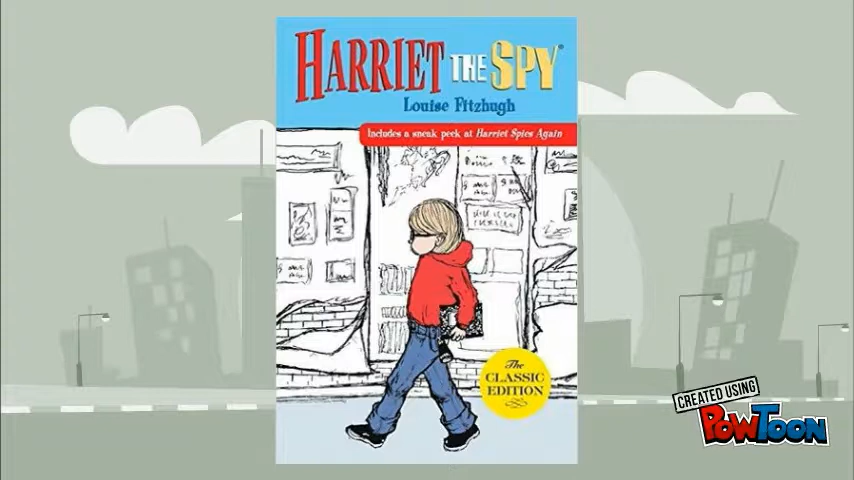 HARRIET THE SPY®
Louise Fitzhugh
Includes a sneak peek at Harriet Spies Again
The
CLASSIC
EDITION
CREATED USING
POWTOON